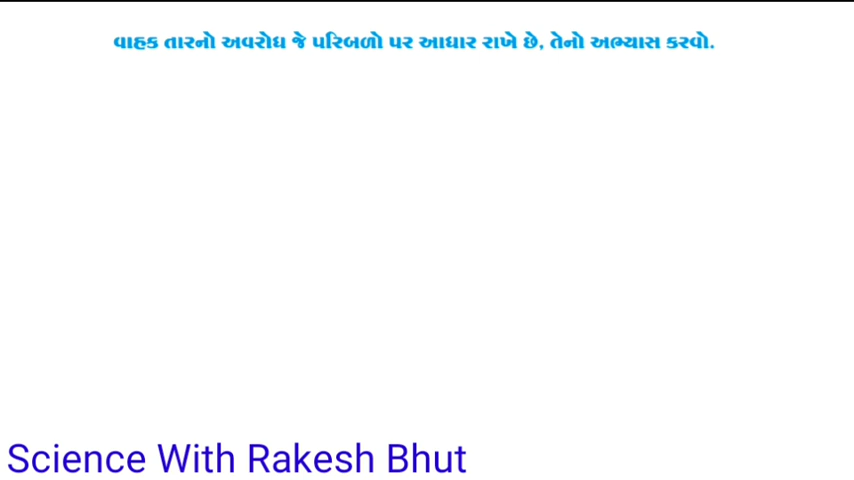 વાહક તારનો અવરોધ જે પરિબળો પર આધાર રાખે છે, તેનો અભ્યાસ કરવો.
Science With Rakesh Bhut